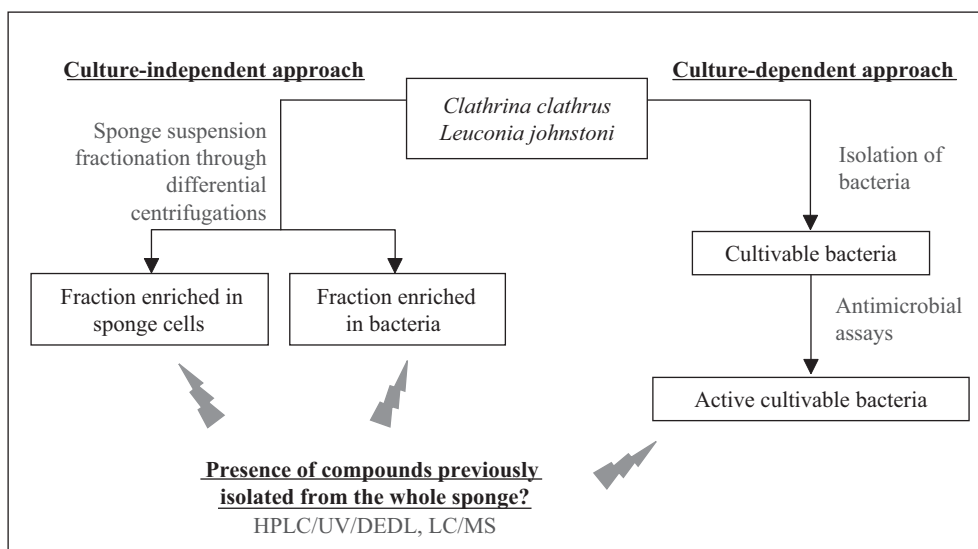 Culture-independent approach
Culture-dependent approach
Clathrina clathrus
Leuconia johnstoni
Sponge suspension
fractionation through
differential
centrifugations
Isolation of
bacteria
Cultivable bacteria
Fraction enriched in
sponge cells
Fraction enriched
in bacteria
Antimicrobial
assays
Active cultivable bacteria
Presence of compounds previously
isolated from the whole sponge?
HPLC/UV/DEDL, LC/MS